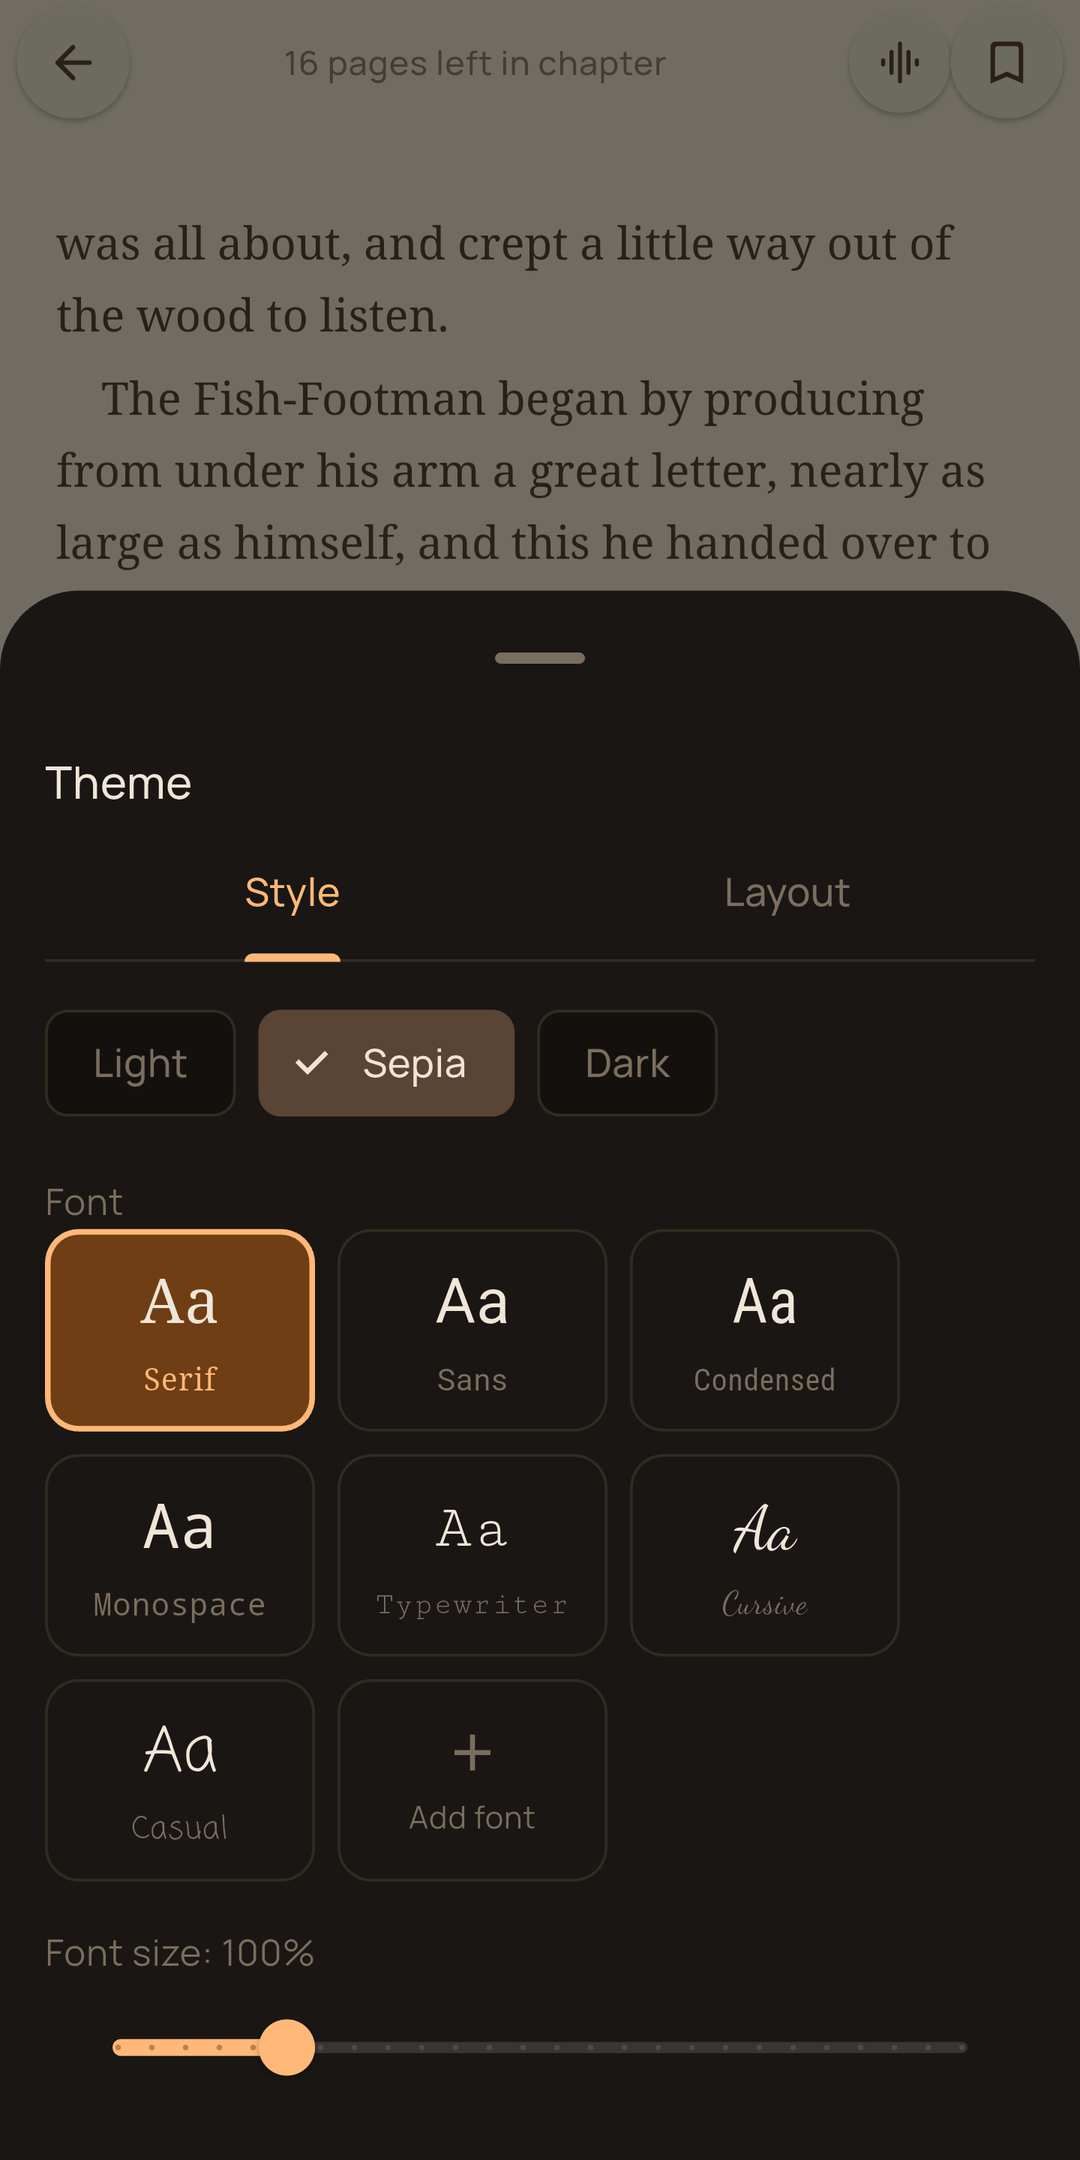 16 pages left in chapter
was all about, and crept a little way out of
the wood to listen.
The Fish-Footman began by producing
from under his arm a great letter, nearly as
large as himself, and this he handed over to
Theme
Style Layout
Light Sepia Dark
Font
Aa Aa Aa
Serif Sans Condensed
Aa Aa Aa
Monospace Typewriter Cursive
Aa
Casual Add font
Font size: 100%